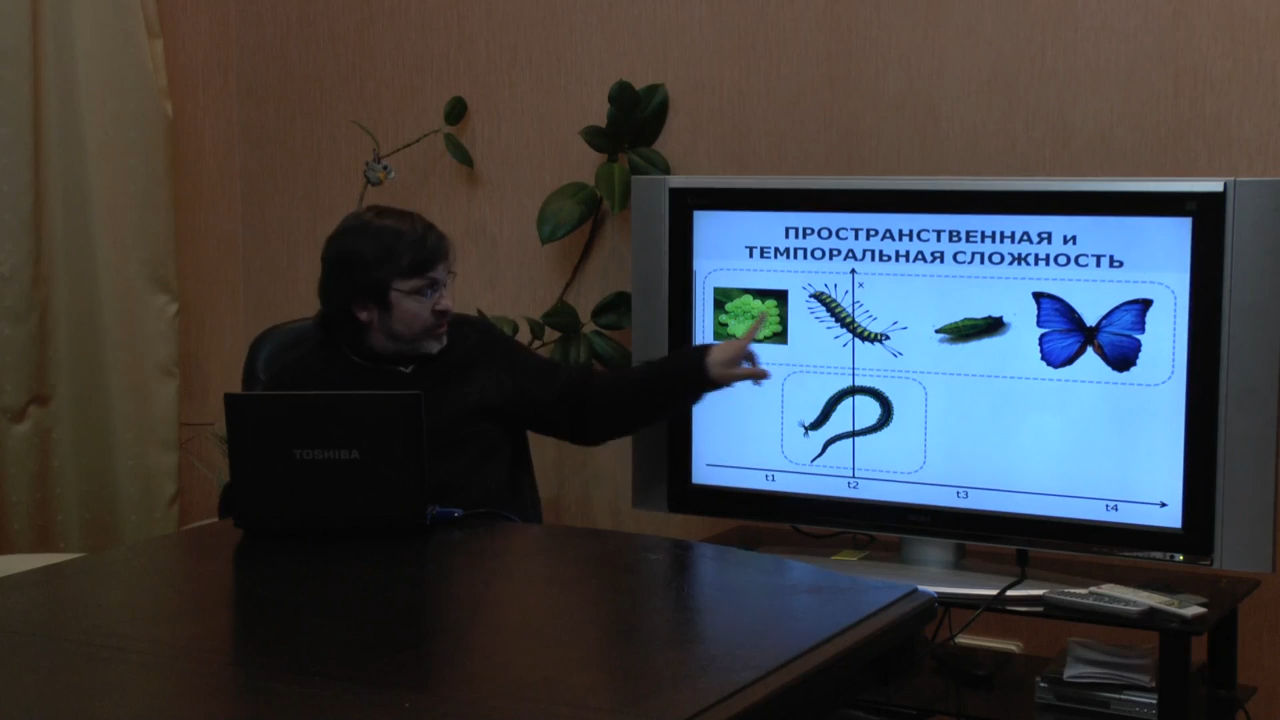 ПРОСТРАНСТВЕННАЯ и
ТЕМПОРАЛЬНАЯ СЛОЖНОСТЬ
x
t1
t2
t3
t4
TOSHIBA